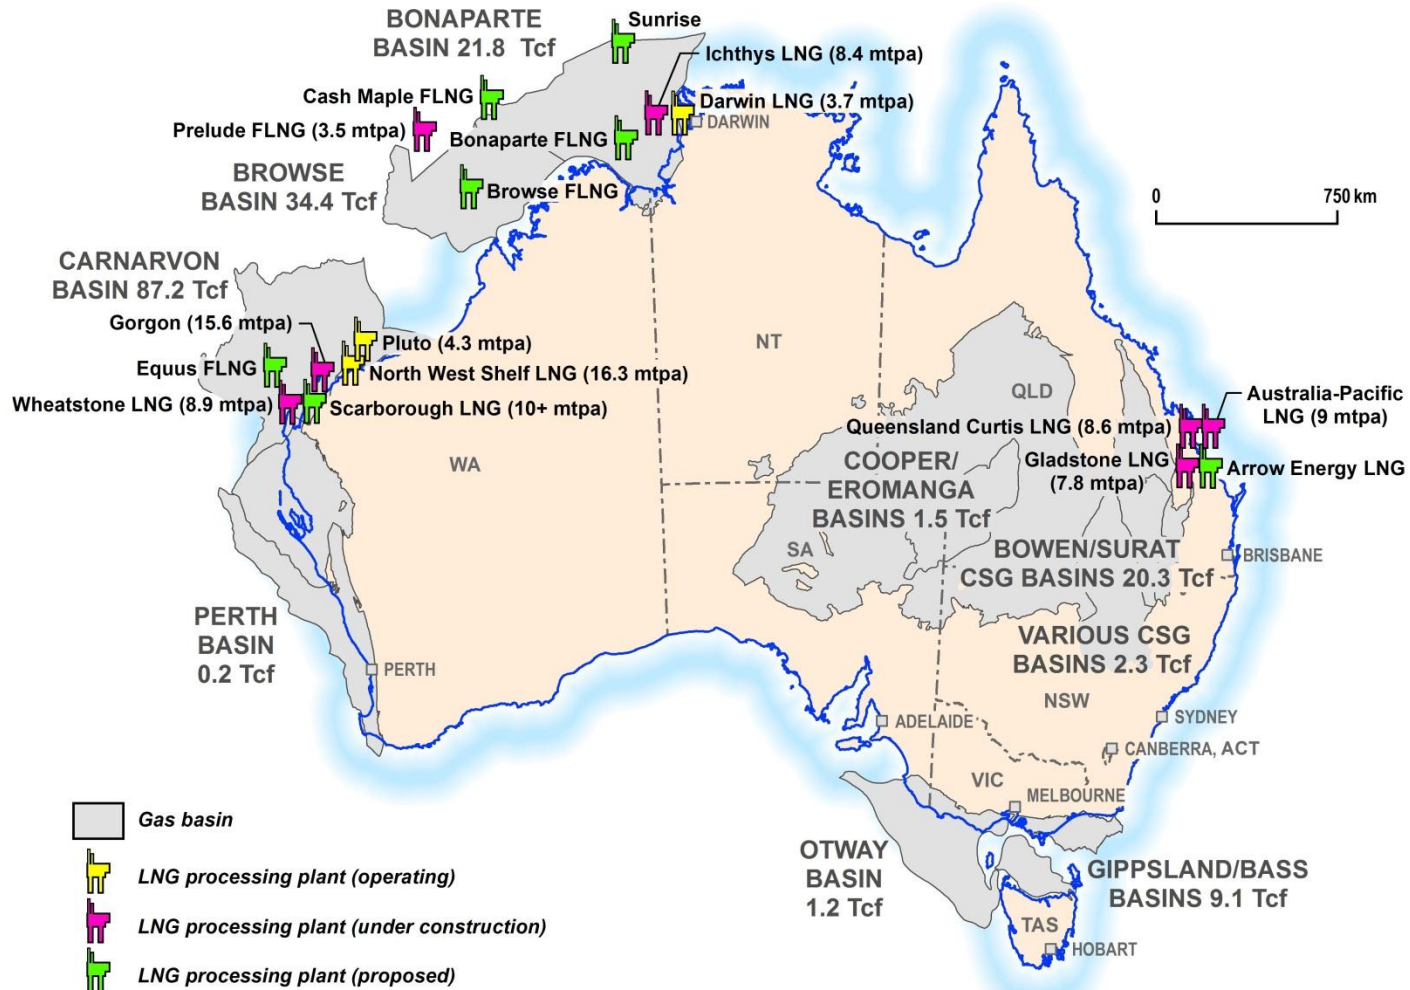 BONAPARTE
BASIN 21.8 Tcf
Sunrise
Ichthys LNG (8.4 mtpa)
Cash Maple FLNG
Darwin LNG (3.7 mtpa)
DARWIN
Prelude FLNG (3.5 mtpa)
Bonaparte FLNG
BROWSE
BASIN 34.4 Tcf
Browse FLNG
0 750 km
CARNARVON
BASIN 87.2 Tcf
Gorgon (15.6 mtpa)
Pluto (4.3 mtpa)
NT
Equus FLNG
North West Shelf LNG (16.3 mtpa)
QLD
Wheatstone LNG (8.9 mtpa)
Scarborough LNG (10+ mtpa)
Australia-Pacific
LNG (9 mtpa)
Queensland Curtis LNG (8.6 mtpa)
Gladstone LNG
(7.8 mtpa)
Arrow Energy LNG
WA
COOPER/
EROMANGA
BASINS 1.5 Tcf
SA
BOWEN/SURAT
CSG BASINS 20.3 Tcf
BRISBANE
PERTH
BASIN
0.2 Tcf
VARIOUS CSG
BASINS 2.3 Tcf
PERTH
NSW
ADELAIDE
SYDNEY
CANBERRA, ACT
VIC
MELBOURNE
OTWAY
BASIN
1.2 Tcf
GIPPSLAND/BASS
BASINS 9.1 Tcf
TAS
HOBART
Gas basin
LNG processing plant (operating)
LNG processing plant (under construction)
LNG processing plant (proposed)